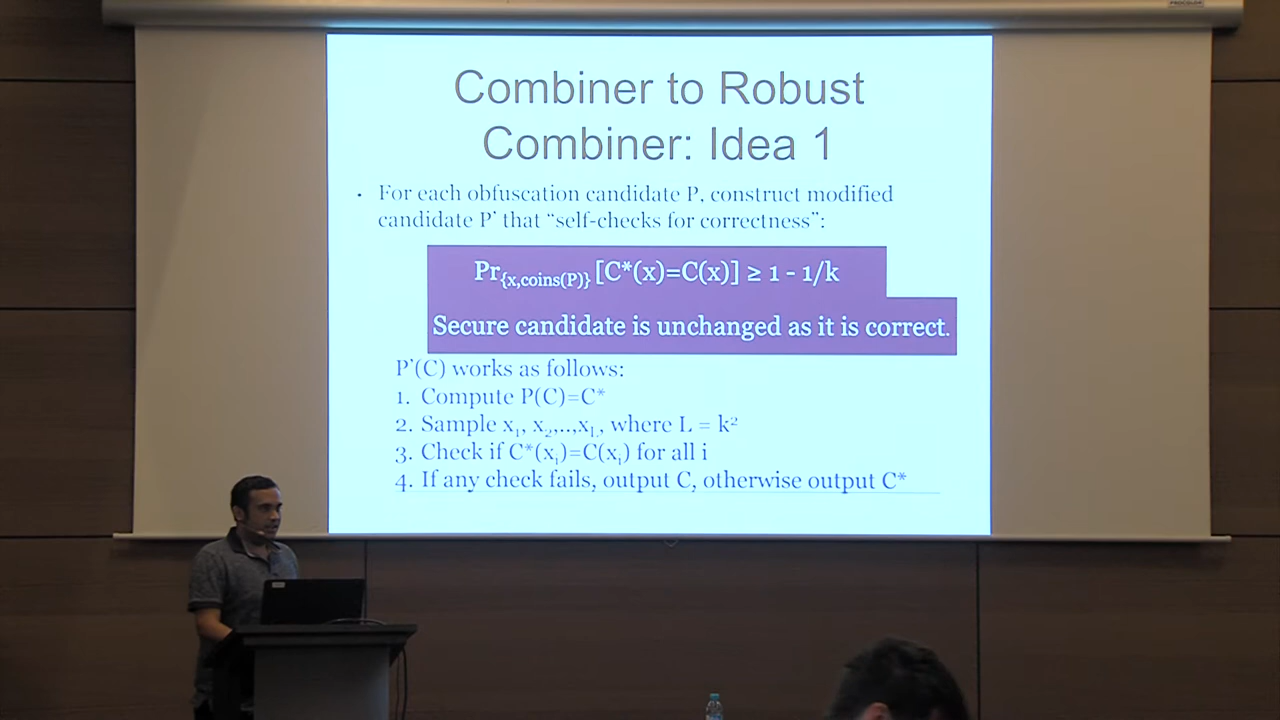 Combiner to Robust
Combiner: Idea 1
· For each obfuscation candidate P, construct modified
candidate P' that “self-checks for correctness”:
Pr{x,coins(P)} [C*(x)=C(x)] ≥ 1 - 1/k
Secure candidate is unchanged as it is correct.
P'(C) works as follows:
1. Compute P(C)=C*
2. Sample x₁, x₂,..,x_L, where L = k²
3. Check if C*(xᵢ)=C(xᵢ) for all i
4. If any check fails, output C, otherwise output C*